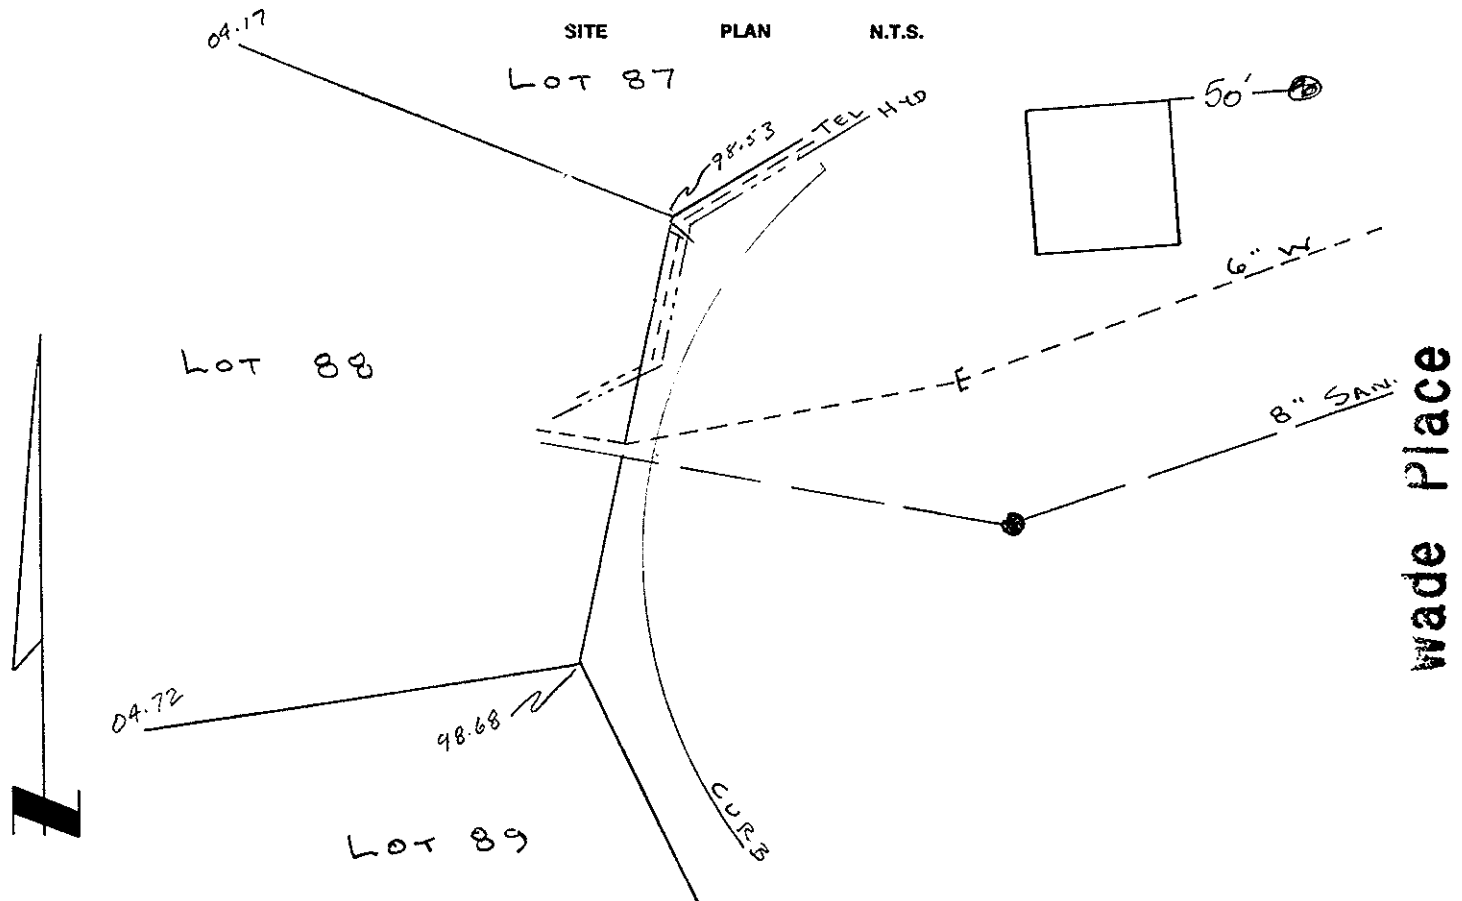 SITE PLAN N.T.S.
04.17
LOT 87
50'
TEL HYD
98.53
6" W
LOT 88
8" SAN.
wade Place
E
04.72
98.68
CURB
LOT 89